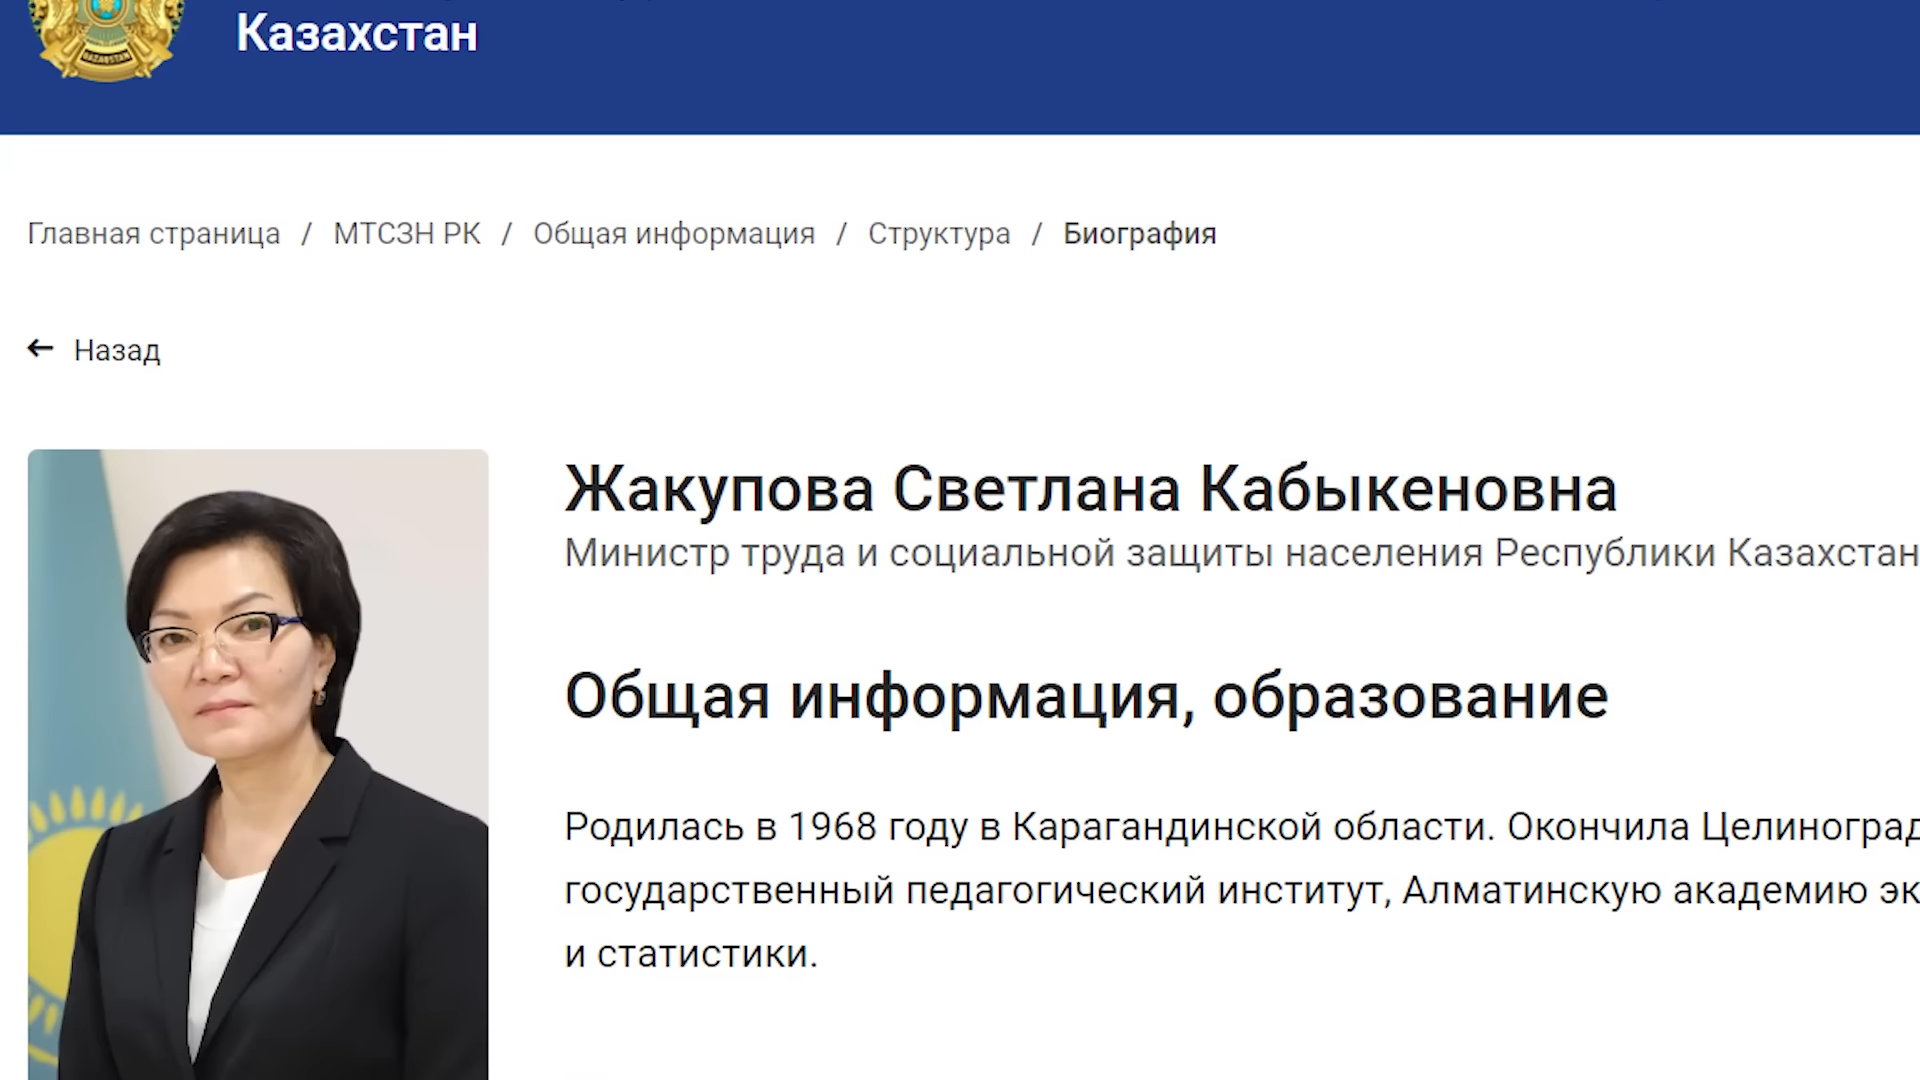 Казахстан
Главная страница / МТСЗН РК / Общая информация / Структура / Биография
← Назад
Жакупова Светлана Кабыкеновна
Министр труда и социальной защиты населения Республики Казахстан
Общая информация, образование
Родилась в 1968 году в Карагандинской области. Окончила Целиноград
государственный педагогический институт, Алматинскую академию эк
и статистики.
QAZAQSTAN